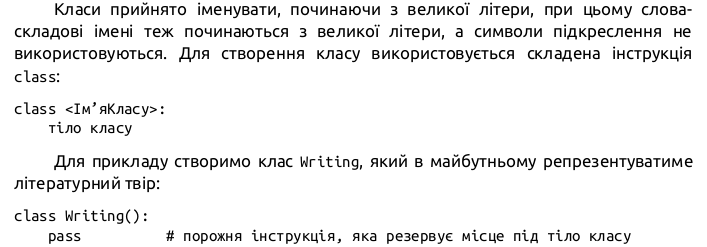 Класи прийнято іменувати, починаючи з великої літери, при цьому слова-
складові імені теж починаються з великої літери, а символи підкреслення не
використовуються. Для створення класу використовується складена інструкція
class:
class <Ім’яКласу>:
    тіло класу
Для прикладу створимо клас Writing, який в майбутньому репрезентуватиме
літературний твір:
class Writing():
    pass          # порожня інструкція, яка резервує місце під тіло класу